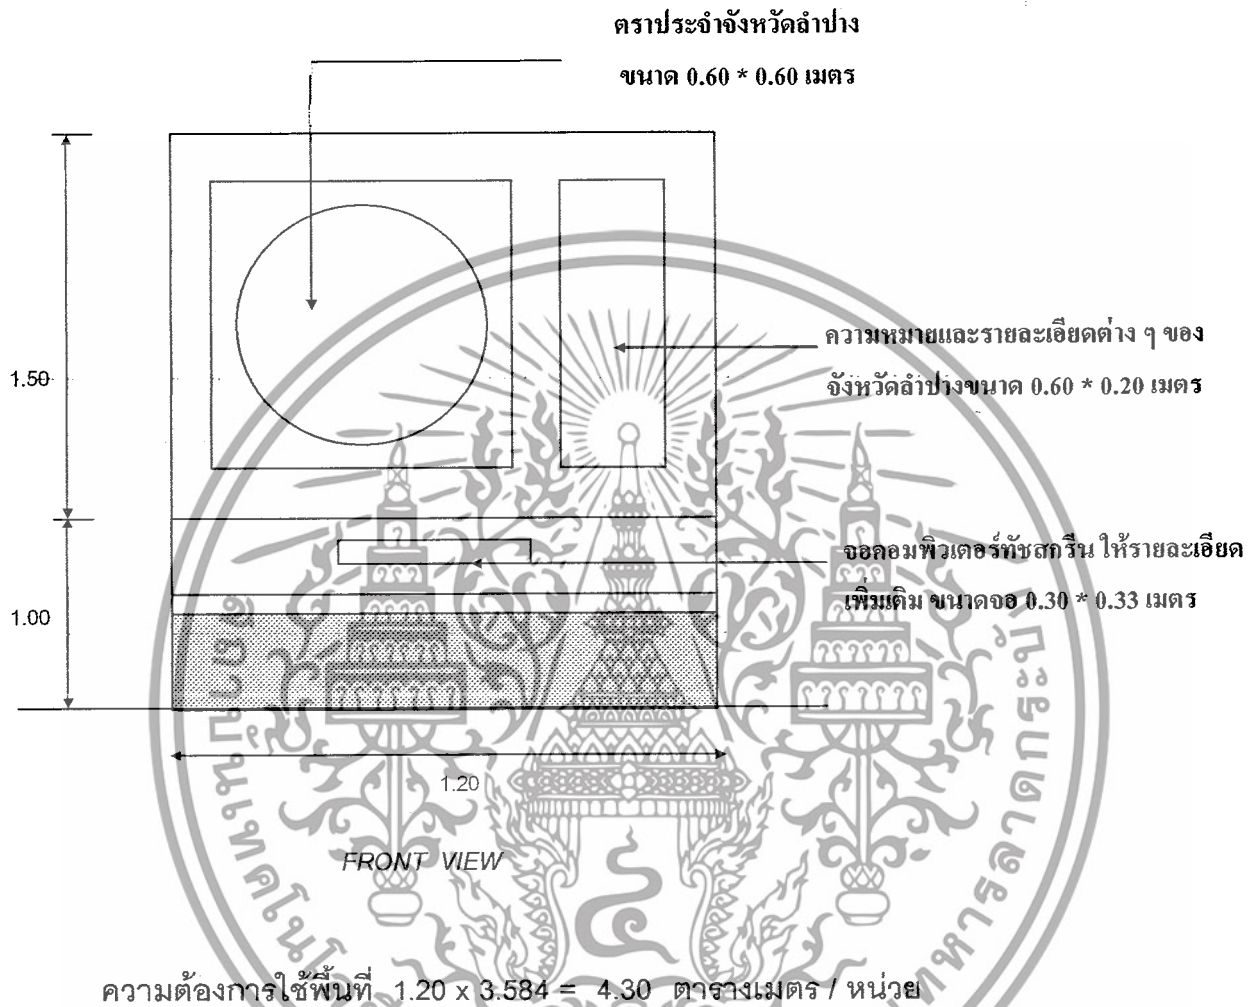 ตราประจำจังหวัดลำปาง
ขนาด 0.60 * 0.60 เมตร
ความหมายและรายละเอียดต่าง ๆ ของ
จังหวัดลำปางขนาด 0.60 * 0.20 เมตร
1.50
จอคอมพิวเตอร์ทัชสกรีน ให้รายละเอียด
เพิ่มเติม ขนาดจอ 0.30 * 0.33 เมตร
1.00
1.20
FRONT VIEW
ความต้องการใช้พื้นที่ 1.20 x 3.584 = 4.30 ตารางเมตร / หน่วย